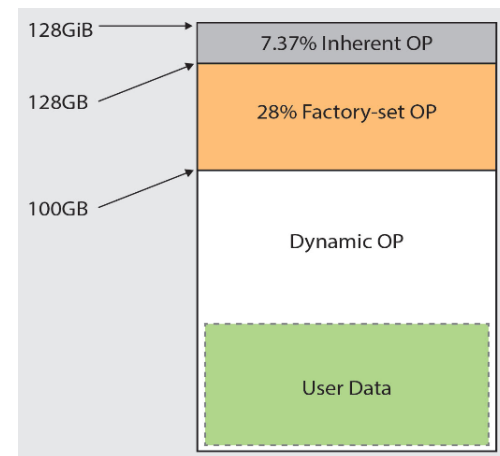 128GiB
7.37% Inherent OP
128GB
28% Factory-set OP
100GB
Dynamic OP
User Data